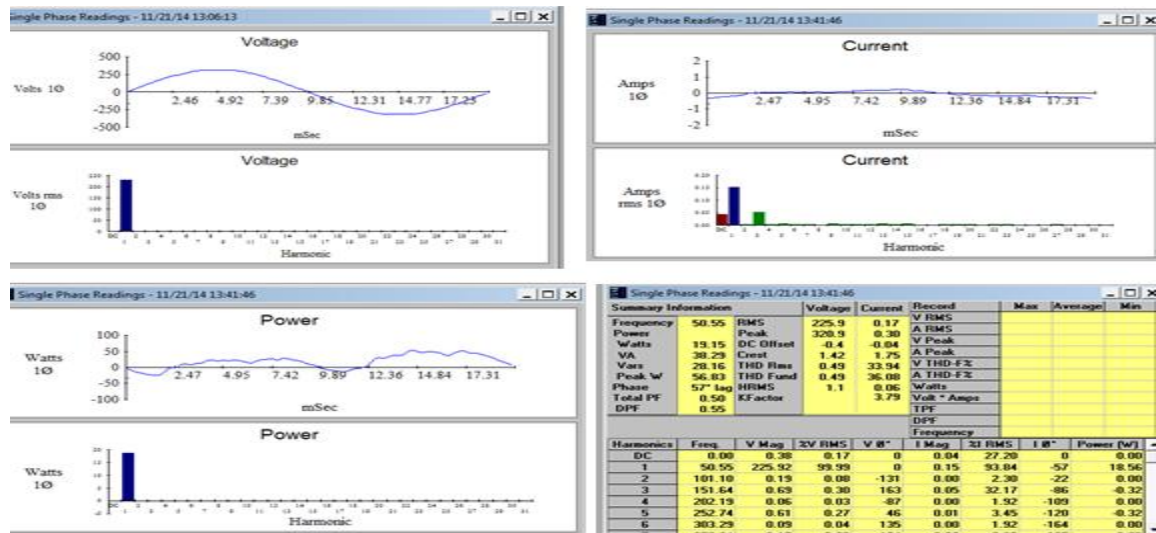 Single Phase Readings - 11/21/14 13:06:13
Voltage
500
250
0
-250
-500
Volts 1Ø
2.46 4.92 7.39 9.85 12.31 14.77 17.23
mSec
Voltage
Volts rms
1Ø
DC
Harmonic
Single Phase Readings - 11/21/14 13:41:46
Current
2
1
0
-1
-2
Amps
1Ø
2.47 4.95 7.42 9.89 12.36 14.84 17.31
mSec
Current
Amps
rms 1Ø
0.20
0.15
0.10
0.05
0.00
DC
Harmonic
Single Phase Readings - 11/21/14 13:41:46
Power
100
50
0
-50
-100
Watts
1Ø
2.47 4.95 7.42 9.89 12.36 14.84 17.31
mSec
Power
Watts
1Ø
DC
Harmonic
Single Phase Readings - 11/21/14 13:41:46
Summary Information Voltage Current Record Max Average Min
Frequency 50.55 RMS 225.9 0.17 V RMS
Power Peak 320.9 0.30 A RMS
Watts 19.15 DC Offset -0.4 -0.04 V Peak
VA 38.29 Crest 1.42 1.75 A Peak
Vars 28.16 THD Rms 0.49 33.94 V THD-F%
Peak W 56.83 THD Fund 0.49 36.08 A THD-F%
Phase 57° lag HRMS 1.1 0.06 Watts
Total PF 0.50 KFactor 3.79 Volt * Amps
DPF 0.55 TPF
DPF
Frequency
Harmonics Freq. V Mag %V RMS V Ø° I Mag %I RMS I Ø° Power (W)
DC 0.00 0.38 0.17 0 0.04 27.20 0 0.00
1 50.55 225.92 99.99 0 0.15 93.84 -57 18.56
2 101.10 0.19 0.08 -131 0.00 2.30 -22 0.00
3 151.64 0.69 0.30 163 0.05 32.17 -86 -0.32
4 202.19 0.06 0.03 -87 0.00 1.92 -109 0.00
5 252.74 0.61 0.27 46 0.01 3.45 -120 -0.32
6 303.29 0.09 0.04 135 0.00 1.92 -164 0.00